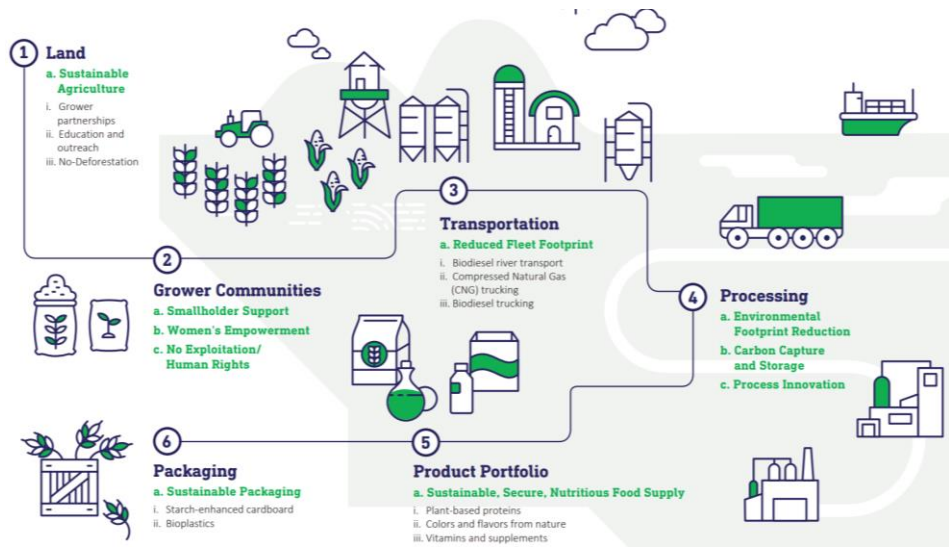 1 Land
a. Sustainable
Agriculture
i. Grower
partnerships
ii. Education and
outreach
iii. No-Deforestation
2
Grower Communities
a. Smallholder Support
b. Women's Empowerment
c. No Exploitation/
Human Rights
3
Transportation
a. Reduced Fleet Footprint
i. Biodiesel river transport
ii. Compressed Natural Gas
(CNG) trucking
iii. Biodiesel trucking
4 Processing
a. Environmental
Footprint Reduction
b. Carbon Capture
and Storage
c. Process Innovation
5
Product Portfolio
a. Sustainable, Secure, Nutritious Food Supply
i. Plant-based proteins
ii. Colors and flavors from nature
iii. Vitamins and supplements
6
Packaging
a. Sustainable Packaging
i. Starch-enhanced cardboard
ii. Bioplastics